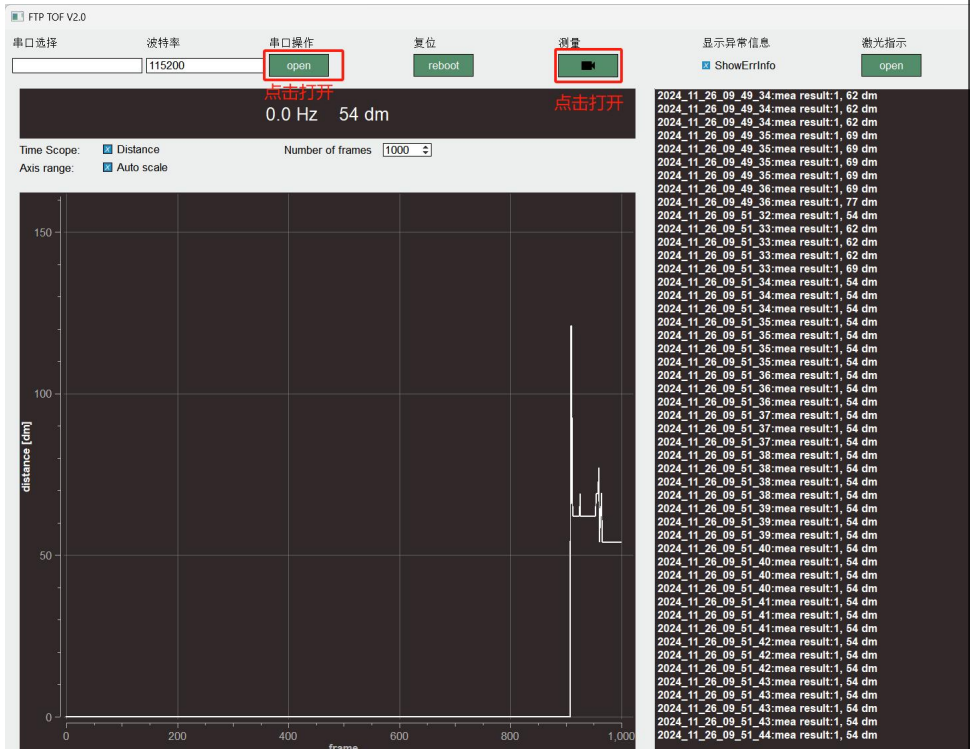 FTP TOF V2.0
串口选择 波特率 串口操作 复位 测量 显示异常信息 激光指示
115200 open reboot ShowErrInfo open
点击打开 点击打开
0.0 Hz 54 dm
Time Scope: Distance Number of frames 1000
Axis range: Auto scale
150
100
50
0
distance [dm]
0 200 400 600 800 1,000
frame
2024_11_26_09_49_34:mea result:1, 62 dm
2024_11_26_09_49_34:mea result:1, 62 dm
2024_11_26_09_49_34:mea result:1, 62 dm
2024_11_26_09_49_35:mea result:1, 69 dm
2024_11_26_09_49_35:mea result:1, 69 dm
2024_11_26_09_49_35:mea result:1, 69 dm
2024_11_26_09_49_35:mea result:1, 69 dm
2024_11_26_09_49_36:mea result:1, 69 dm
2024_11_26_09_49_36:mea result:1, 77 dm
2024_11_26_09_51_32:mea result:1, 54 dm
2024_11_26_09_51_33:mea result:1, 62 dm
2024_11_26_09_51_33:mea result:1, 62 dm
2024_11_26_09_51_33:mea result:1, 62 dm
2024_11_26_09_51_33:mea result:1, 69 dm
2024_11_26_09_51_34:mea result:1, 54 dm
2024_11_26_09_51_34:mea result:1, 54 dm
2024_11_26_09_51_34:mea result:1, 54 dm
2024_11_26_09_51_35:mea result:1, 54 dm
2024_11_26_09_51_35:mea result:1, 54 dm
2024_11_26_09_51_35:mea result:1, 54 dm
2024_11_26_09_51_35:mea result:1, 54 dm
2024_11_26_09_51_36:mea result:1, 54 dm
2024_11_26_09_51_36:mea result:1, 54 dm
2024_11_26_09_51_36:mea result:1, 54 dm
2024_11_26_09_51_37:mea result:1, 54 dm
2024_11_26_09_51_37:mea result:1, 54 dm
2024_11_26_09_51_37:mea result:1, 54 dm
2024_11_26_09_51_38:mea result:1, 54 dm
2024_11_26_09_51_38:mea result:1, 54 dm
2024_11_26_09_51_38:mea result:1, 54 dm
2024_11_26_09_51_38:mea result:1, 54 dm
2024_11_26_09_51_39:mea result:1, 54 dm
2024_11_26_09_51_39:mea result:1, 54 dm
2024_11_26_09_51_39:mea result:1, 54 dm
2024_11_26_09_51_40:mea result:1, 54 dm
2024_11_26_09_51_40:mea result:1, 54 dm
2024_11_26_09_51_40:mea result:1, 54 dm
2024_11_26_09_51_40:mea result:1, 54 dm
2024_11_26_09_51_41:mea result:1, 54 dm
2024_11_26_09_51_41:mea result:1, 54 dm
2024_11_26_09_51_41:mea result:1, 54 dm
2024_11_26_09_51_42:mea result:1, 54 dm
2024_11_26_09_51_42:mea result:1, 54 dm
2024_11_26_09_51_42:mea result:1, 54 dm
2024_11_26_09_51_43:mea result:1, 54 dm
2024_11_26_09_51_43:mea result:1, 54 dm
2024_11_26_09_51_43:mea result:1, 54 dm
2024_11_26_09_51_43:mea result:1, 54 dm
2024_11_26_09_51_44:mea result:1, 54 dm